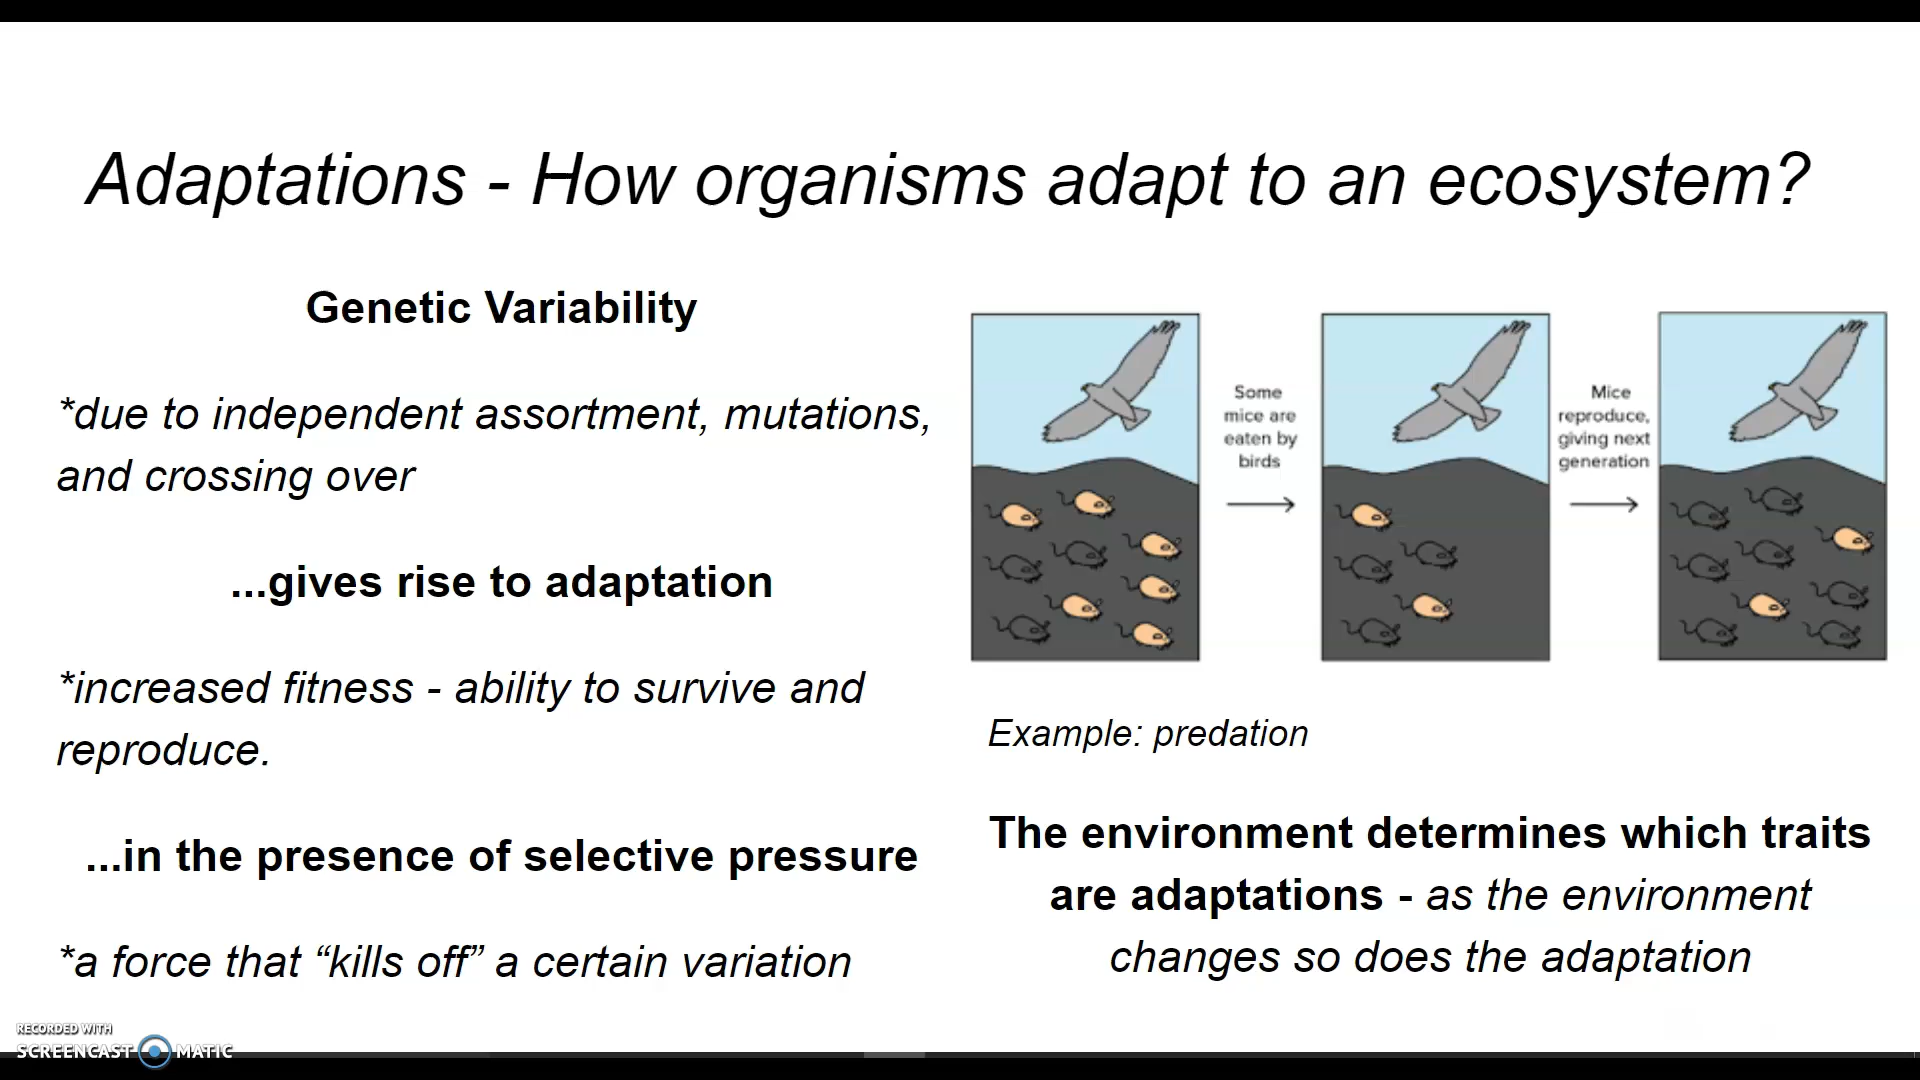 Adaptations - How organisms adapt to an ecosystem?
Genetic Variability
*due to independent assortment, mutations,
and crossing over
...gives rise to adaptation
*increased fitness - ability to survive and
reproduce.
...in the presence of selective pressure
*a force that “kills off” a certain variation
Some
mice are
eaten by
birds
Mice
reproduce,
giving next
generation
Example: predation
The environment determines which traits
are adaptations - as the environment
changes so does the adaptation
RECORDED WITH
SCREENCAST MATIC